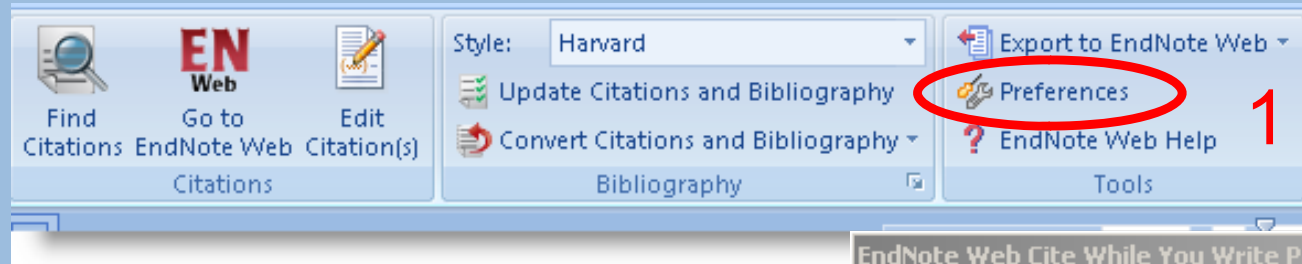 Find
Citations
EN
Web
Go to
EndNote Web
Edit
Citation(s)
Citations
Style: Harvard
Update Citations and Bibliography
Convert Citations and Bibliography
Bibliography
Export to EndNote Web
Preferences
EndNote Web Help
Tools
1
EndNote Web Cite While You Write P